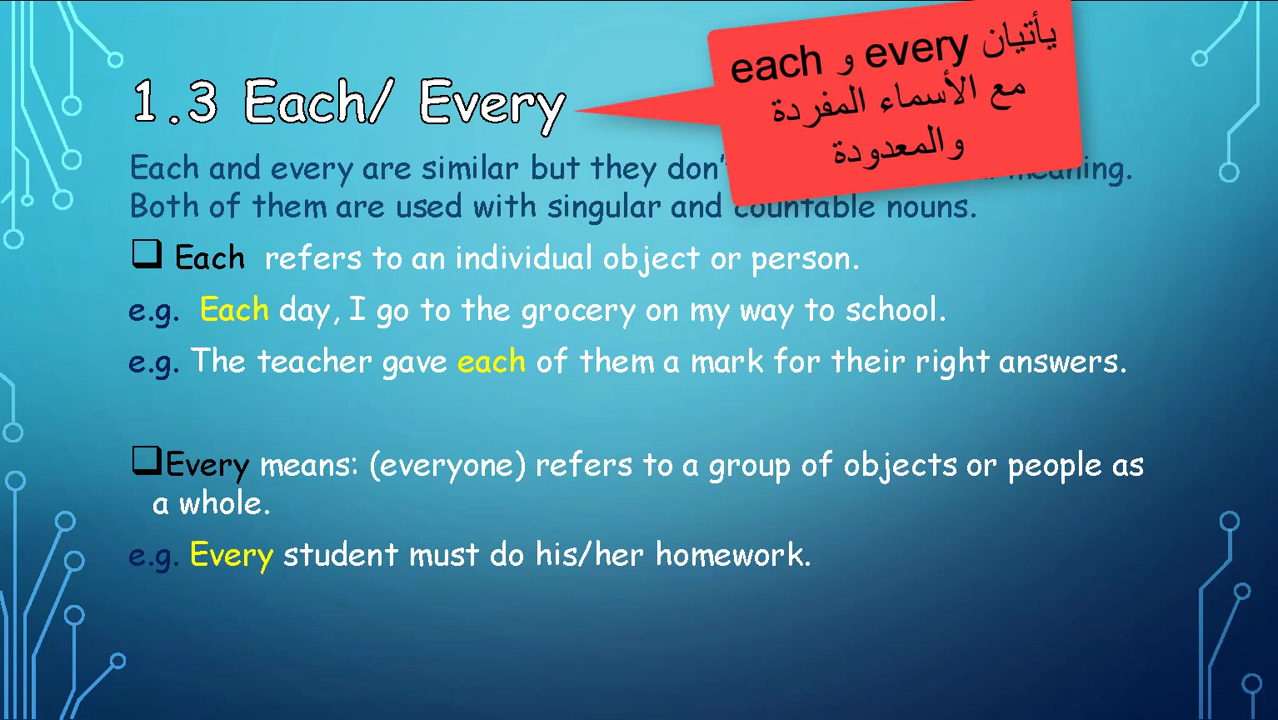 1.3 Each/ Every
يأتيان every و each
مع الأسماء المفردة
والمعدودة
Each and every are similar but they don’ meaning.
Both of them are used with singular and countable nouns.
Each refers to an individual object or person.
e.g. Each day, I go to the grocery on my way to school.
e.g. The teacher gave each of them a mark for their right answers.
Every means: (everyone) refers to a group of objects or people as
a whole.
e.g. Every student must do his/her homework.